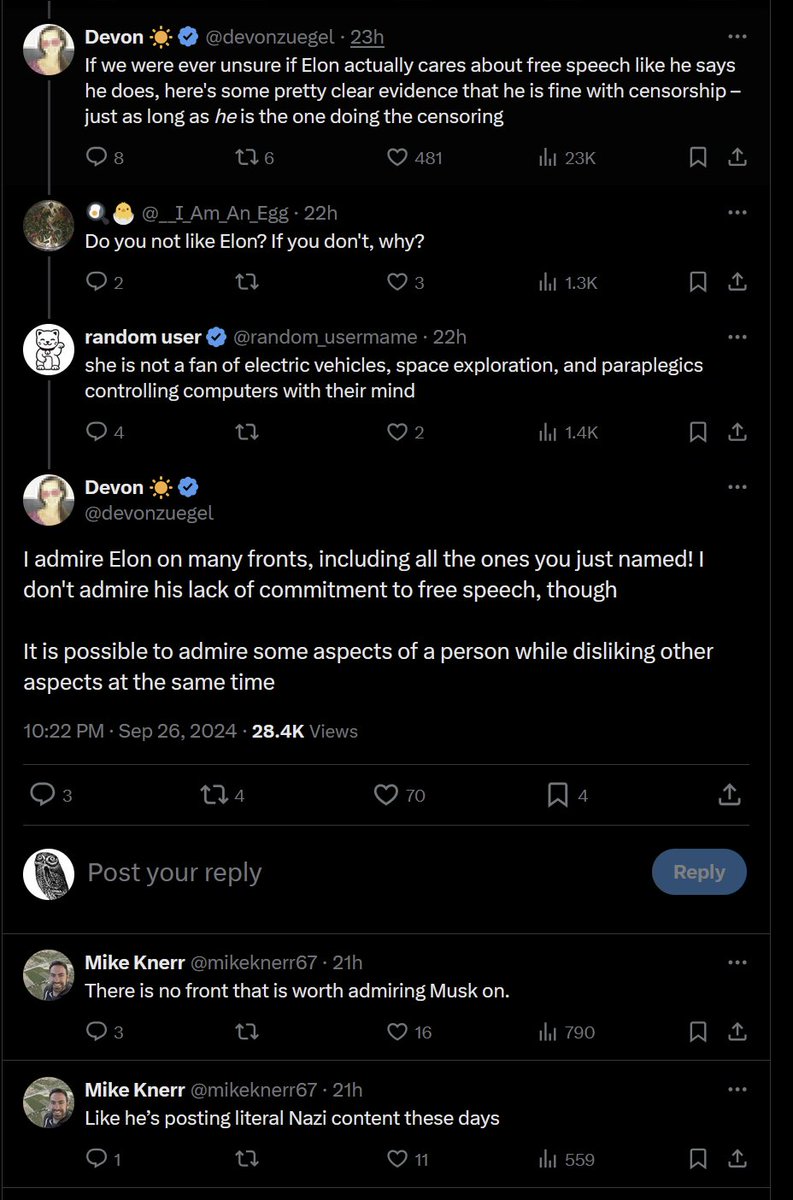 Devon ☀️ @devonzuegel · 23h
If we were ever unsure if Elon actually cares about free speech like he says
he does, here's some pretty clear evidence that he is fine with censorship –
just as long as he is the one doing the censoring
8 6 481 23K
🍳🐣 @__I_Am_An_Egg · 22h
Do you not like Elon? If you don't, why?
2 3 1.3K
random user @random_usermame · 22h
she is not a fan of electric vehicles, space exploration, and paraplegics
controlling computers with their mind
4 2 1.4K
Devon ☀️
@devonzuegel
I admire Elon on many fronts, including all the ones you just named! I
don't admire his lack of commitment to free speech, though
It is possible to admire some aspects of a person while disliking other
aspects at the same time
10:22 PM · Sep 26, 2024 · 28.4K Views
3 4 70 4
Post your reply
Reply
Mike Knerr @mikeknerr67 · 21h
There is no front that is worth admiring Musk on.
3 16 790
Mike Knerr @mikeknerr67 · 21h
Like he’s posting literal Nazi content these days
1 11 559